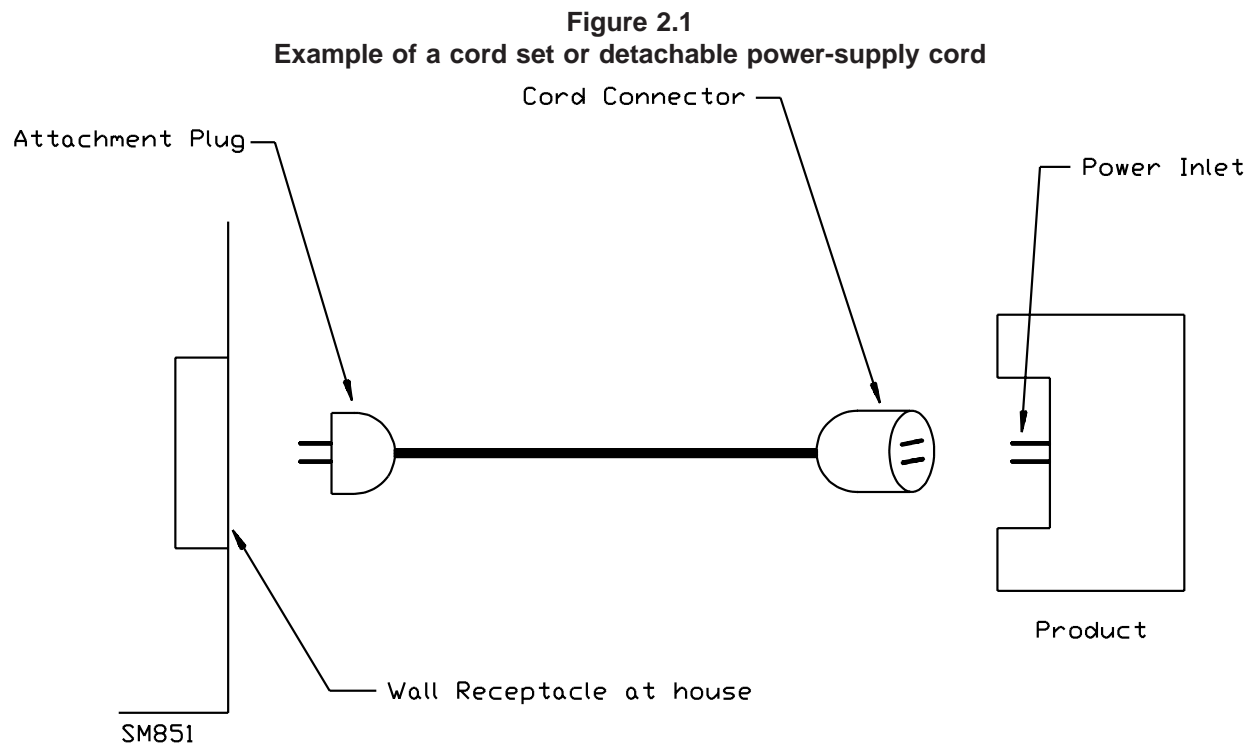 Figure 2.1
Example of a cord set or detachable power-supply cord
Cord Connector
Attachment Plug
Power Inlet
Product
Wall Receptacle at house
SM851